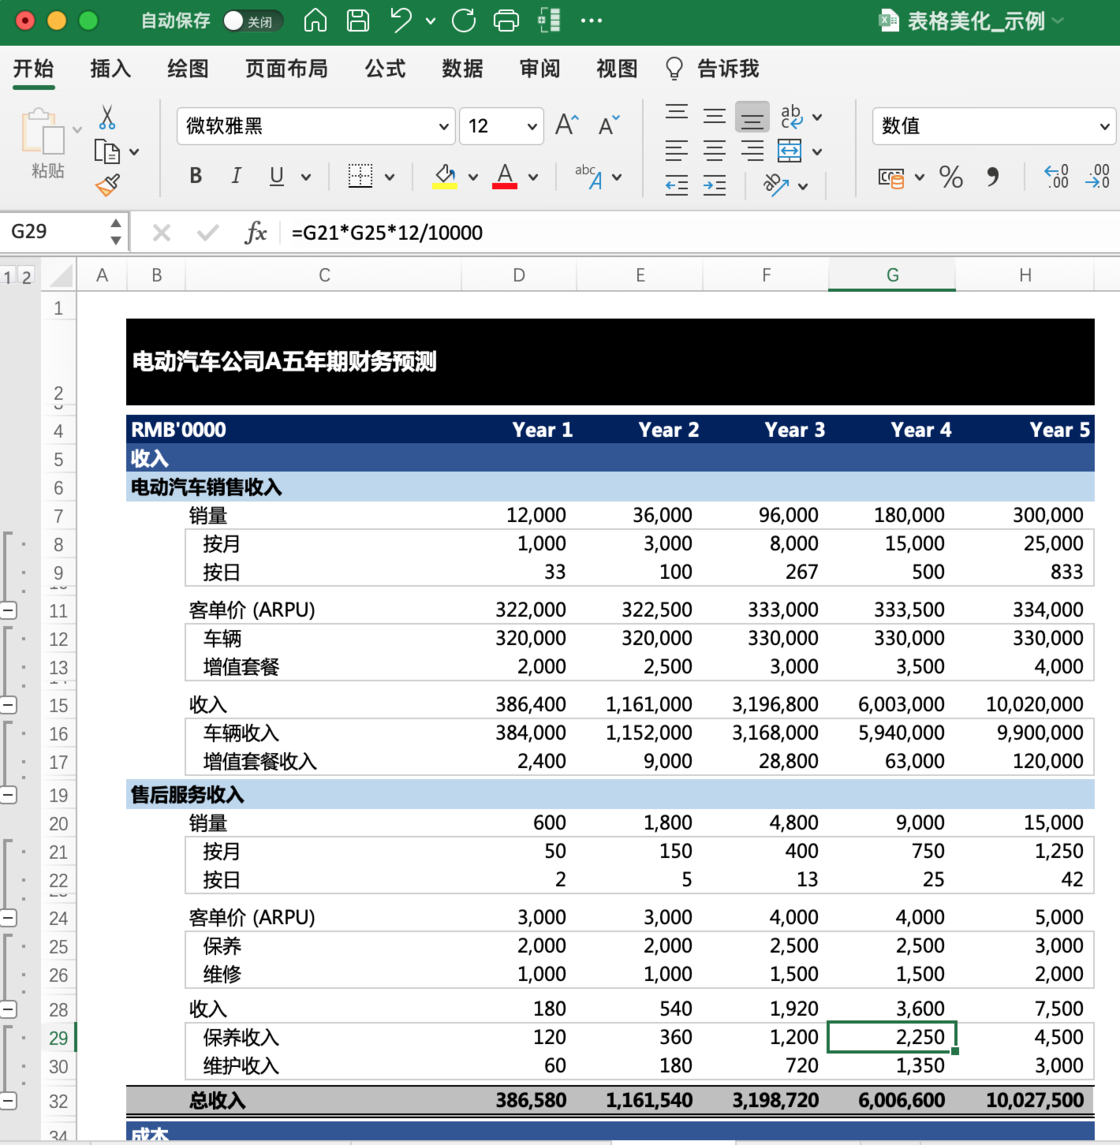 自动保存 关闭 表格美化_示例
开始 插入 绘图 页面布局 公式 数据 审阅 视图 告诉我
粘贴 微软雅黑 12 A A ab c 数值
B I U A abc A ab % 0 .00 .00 0
G29 fx =G21*G25*12/10000
1 2 A B C D E F G H
1
2 电动汽车公司A五年期财务预测
4 RMB'0000 Year 1 Year 2 Year 3 Year 4 Year 5
5 收入
6 电动汽车销售收入
7 销量 12,000 36,000 96,000 180,000 300,000
8 按月 1,000 3,000 8,000 15,000 25,000
9 按日 33 100 267 500 833
11 客单价 (ARPU) 322,000 322,500 333,000 333,500 334,000
12 车辆 320,000 320,000 330,000 330,000 330,000
13 增值套餐 2,000 2,500 3,000 3,500 4,000
15 收入 386,400 1,161,000 3,196,800 6,003,000 10,020,000
16 车辆收入 384,000 1,152,000 3,168,000 5,940,000 9,900,000
17 增值套餐收入 2,400 9,000 28,800 63,000 120,000
19 售后服务收入
20 销量 600 1,800 4,800 9,000 15,000
21 按月 50 150 400 750 1,250
22 按日 2 5 13 25 42
24 客单价 (ARPU) 3,000 3,000 4,000 4,000 5,000
25 保养 2,000 2,000 2,500 2,500 3,000
26 维修 1,000 1,000 1,500 1,500 2,000
28 收入 180 540 1,920 3,600 7,500
29 保养收入 120 360 1,200 2,250 4,500
30 维护收入 60 180 720 1,350 3,000
32 总收入 386,580 1,161,540 3,198,720 6,006,600 10,027,500
34 成本